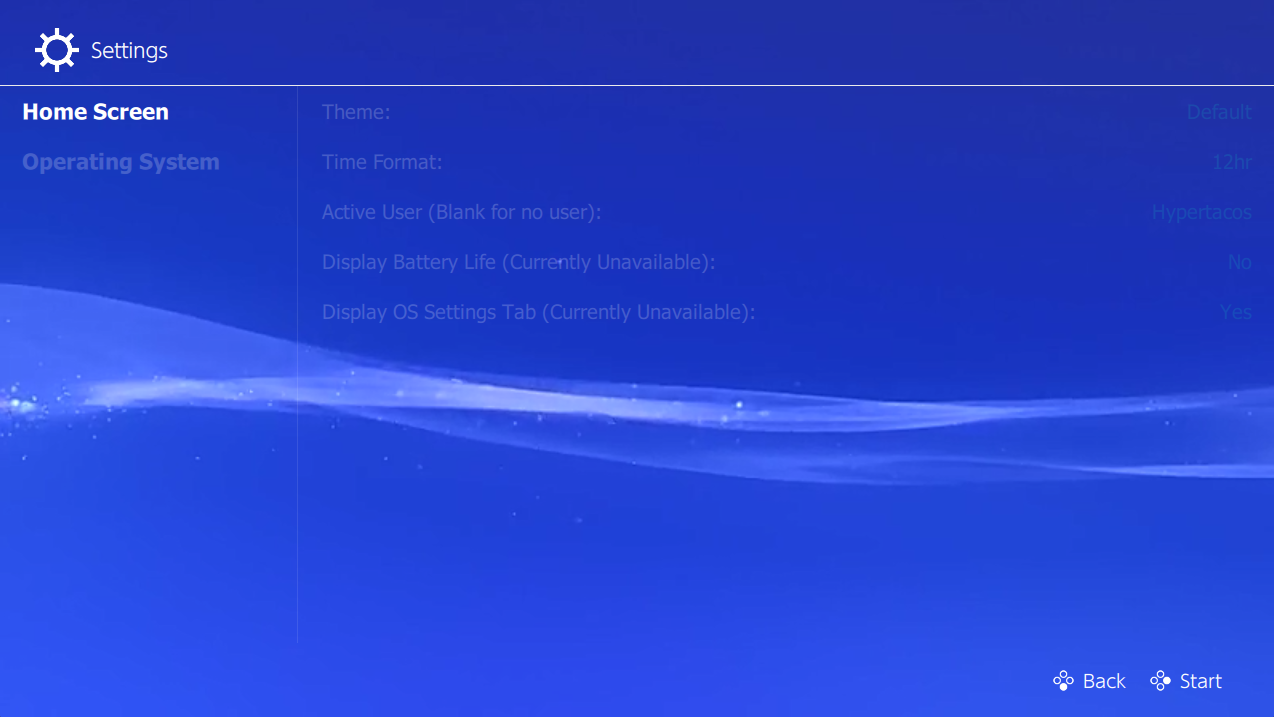 Settings
Home Screen
Operating System
Theme: Default
Time Format: 12hr
Active User (Blank for no user): Hypertacos
Display Battery Life (Currently Unavailable): No
Display OS Settings Tab (Currently Unavailable): Yes
Back Start